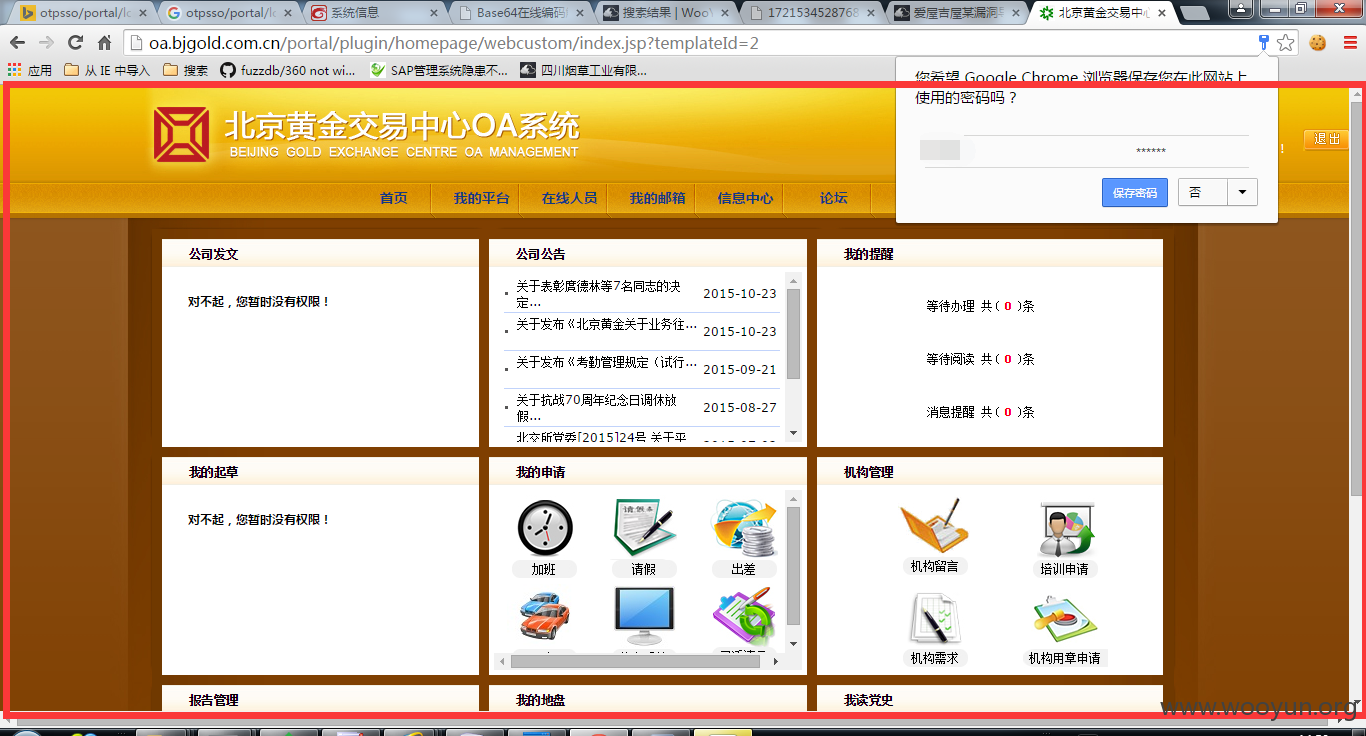 otpsso/portal/lo
otpsso/portal/lo
系统信息
Base64在线编码
搜索结果 | WooY
1721534528768
爱屋吉屋某漏洞
北京黄金交易中心
oa.bjgold.com.cn/portal/plugin/homepage/webcustom/index.jsp?templateId=2
应用
从 IE 中导入
搜索
fuzzdb/360 not wi...
SAP管理系统隐患不...
四川烟草工业有限...
您希望 Google Chrome 浏览器保存您在此网站上
使用的密码吗？
******
保存密码
否
北京黄金交易中心OA系统
BEIJING GOLD EXCHANGE CENTRE OA MANAGEMENT
！
退出
首页
我的平台
在线人员
我的邮箱
信息中心
论坛
公司发文
对不起，您暂时没有权限！
公司公告
关于表彰度德林等7名同志的决
定... 2015-10-23
关于发布《北京黄金关于业务往... 2015-10-23
关于发布《考勤管理规定（试行... 2015-09-21
关于抗战70周年纪念日调休放
假... 2015-08-27
北交所党委[2015]24号 关于平
我的提醒
等待办理 共( 0 )条
等待阅读 共( 0 )条
消息提醒 共( 0 )条
我的起草
对不起，您暂时没有权限！
我的申请
请假本
加班
请假
出差
机构管理
机构留言
培训申请
机构需求
机构用章申请
报告管理
我的地盘
我读党史
www.wooyun.org